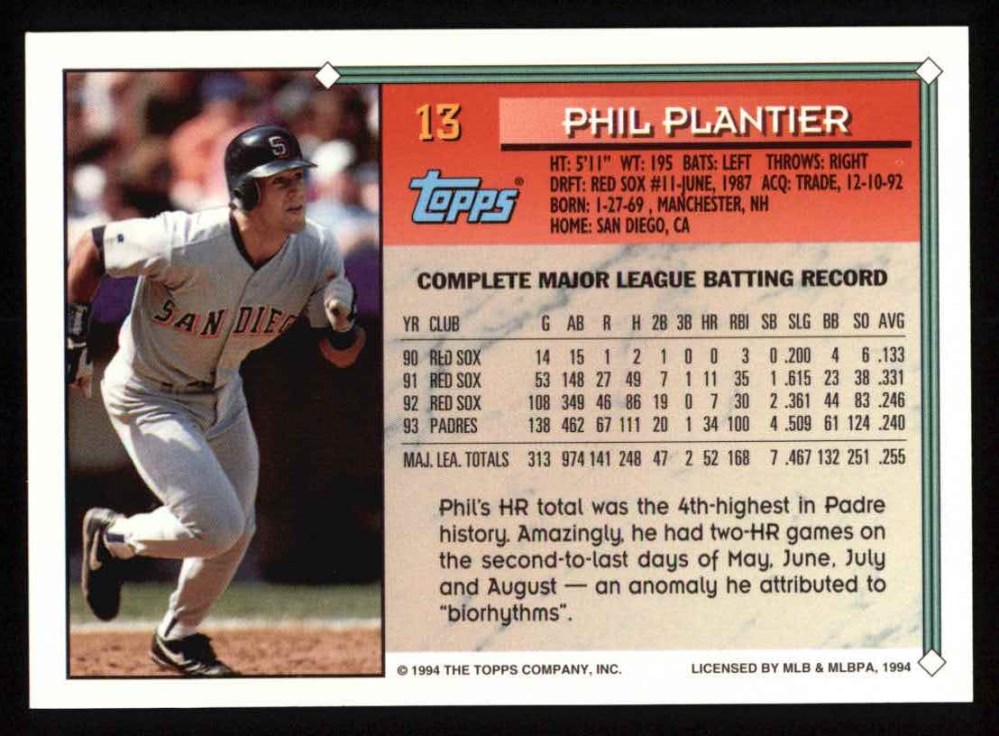 13 PHIL PLANTIER
TOPPS®
HT: 5'11" WT: 195 BATS: LEFT THROWS: RIGHT
DRFT: RED SOX #11-JUNE, 1987 ACQ: TRADE, 12-10-92
BORN: 1-27-69 , MANCHESTER, NH
HOME: SAN DIEGO, CA
S
SAN DIEG
COMPLETE MAJOR LEAGUE BATTING RECORD
YR CLUB G AB R H 2B 3B HR RBI SB SLG BB SO AVG
90 RED SOX 14 15 1 2 1 0 0 3 0 .200 4 6 .133
91 RED SOX 53 148 27 49 7 1 11 35 1 .615 23 38 .331
92 RED SOX 108 349 46 86 19 0 7 30 2 .361 44 83 .246
93 PADRES 138 462 67 111 20 1 34 100 4 .509 61 124 .240
MAJ. LEA. TOTALS 313 974 141 248 47 2 52 168 7 .467 132 251 .255
Phil's HR total was the 4th-highest in Padre
history. Amazingly, he had two-HR games on
the second-to-last days of May, June, July
and August — an anomaly he attributed to
"biorhythms".
© 1994 THE TOPPS COMPANY, INC. LICENSED BY MLB & MLBPA, 1994